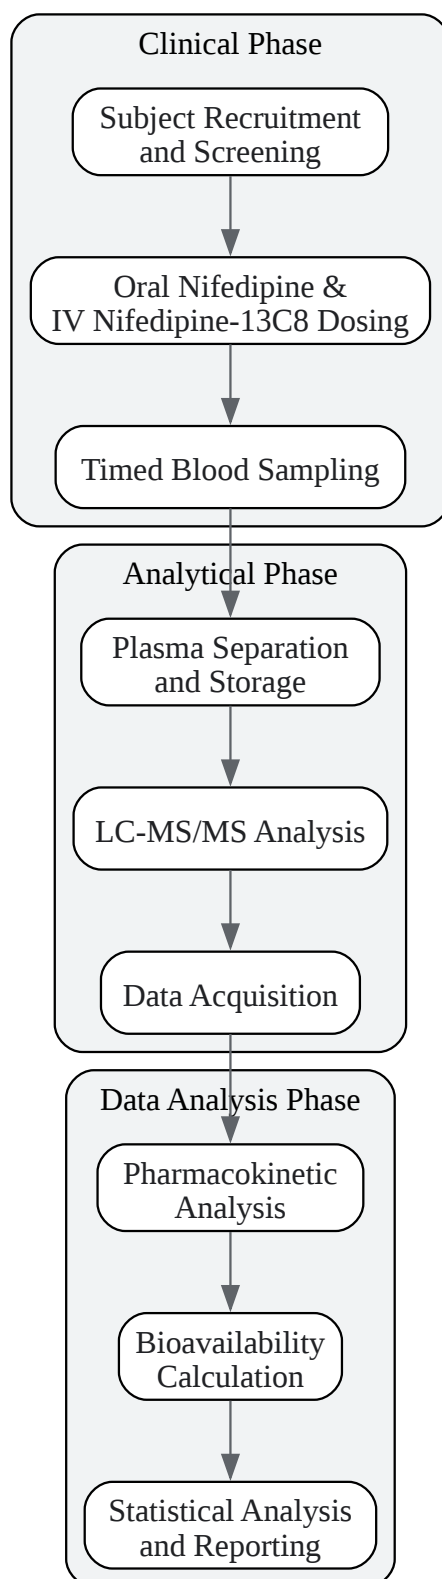 Clinical Phase
Subject Recruitment
and Screening
Oral Nifedipine &
IV Nifedipine-13C8 Dosing
Timed Blood Sampling
Analytical Phase
Plasma Separation
and Storage
LC-MS/MS Analysis
Data Acquisition
Data Analysis Phase
Pharmacokinetic
Analysis
Bioavailability
Calculation
Statistical Analysis
and Reporting